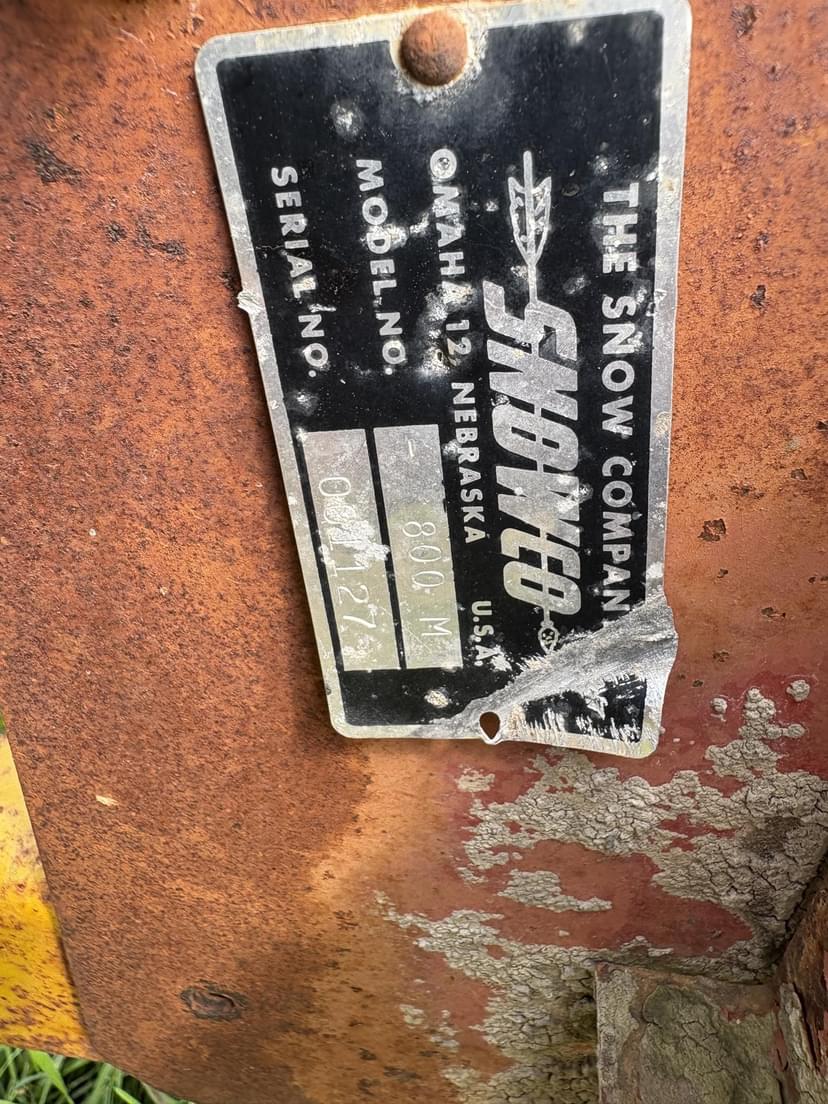 THE SNOW COMPAN
SNOWCO
OMAHA 12 NEBRASKA U.S.A.
MODEL NO. - 800 M
SERIAL NO.